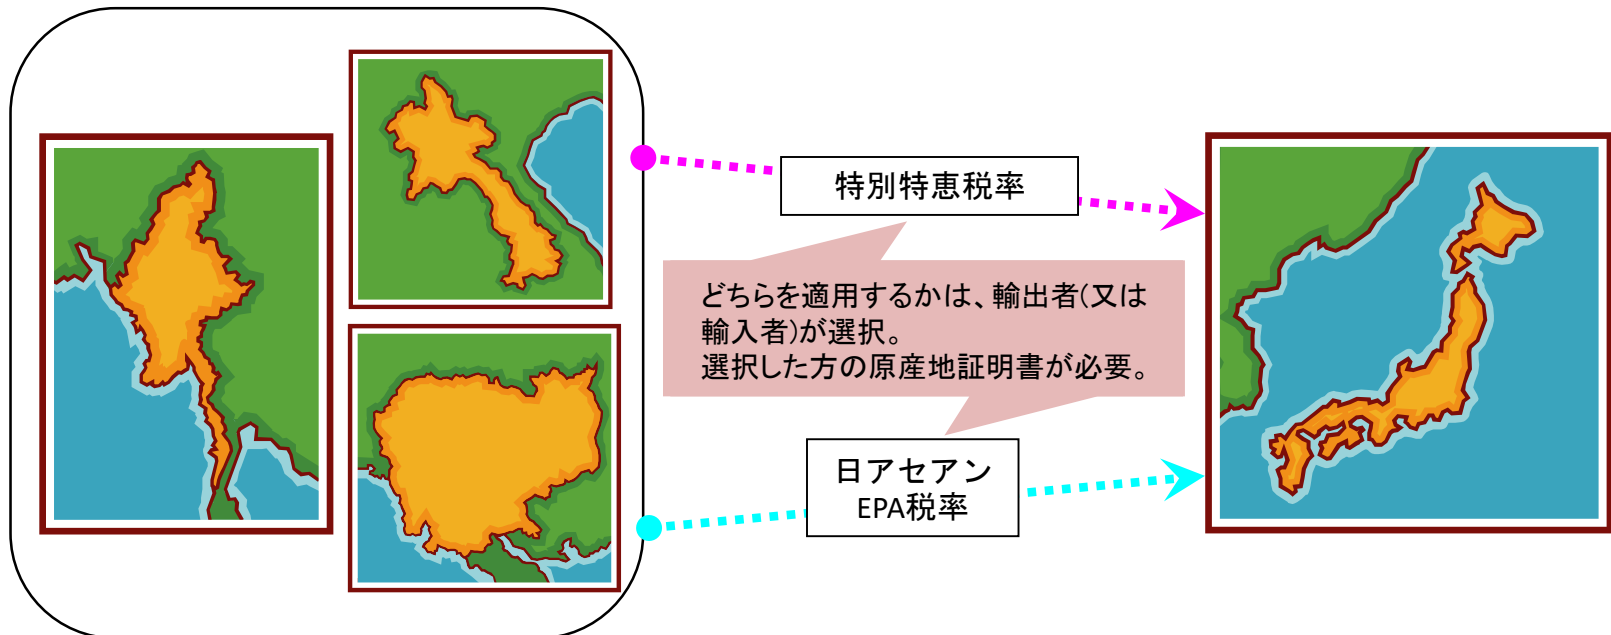 特別特恵税率
どちらを適用するかは、輸出者(又は
輸入者)が選択。
選択した方の原産地証明書が必要。
日アセアン
EPA税率